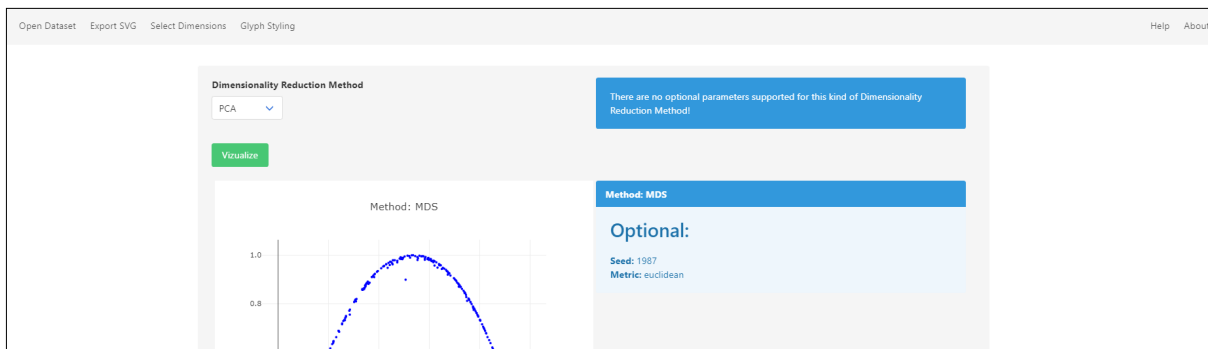 Open Dataset Export SVG Select Dimensions Glyph Styling Help About
Dimensionality Reduction Method
PCA
There are no optional parameters supported for this kind of Dimensionality
Reduction Method!
Vizualize
Method: MDS
Method: MDS
Optional:
Seed: 1987
Metric: euclidean
1.0
0.8